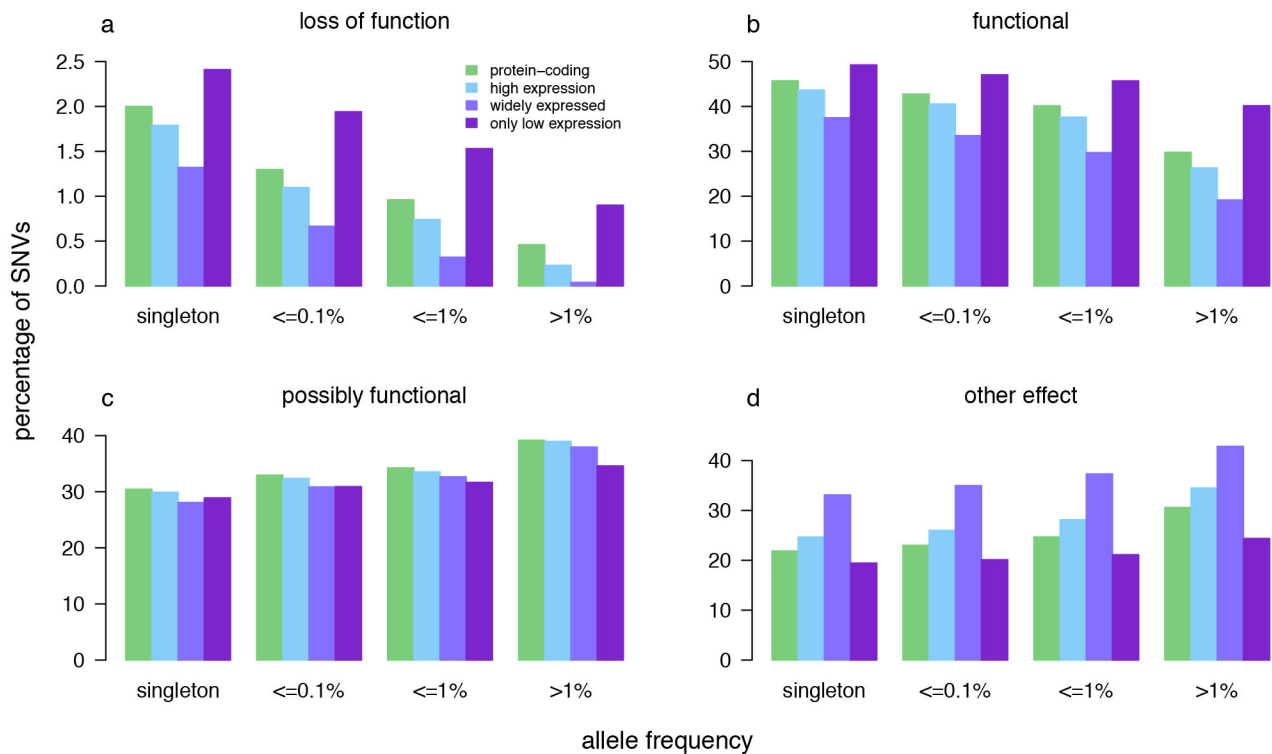 a
loss of function
2.5
2.0
1.5
1.0
0.5
0.0
protein−coding
high expression
widely expressed
only low expression
singleton
<=0.1%
<=1%
>1%
b
functional
50
40
30
20
10
0
singleton
<=0.1%
<=1%
>1%
percentage of SNVs
c
possibly functional
40
30
20
10
0
singleton
<=0.1%
<=1%
>1%
d
other effect
40
30
20
10
0
singleton
<=0.1%
<=1%
>1%
allele frequency